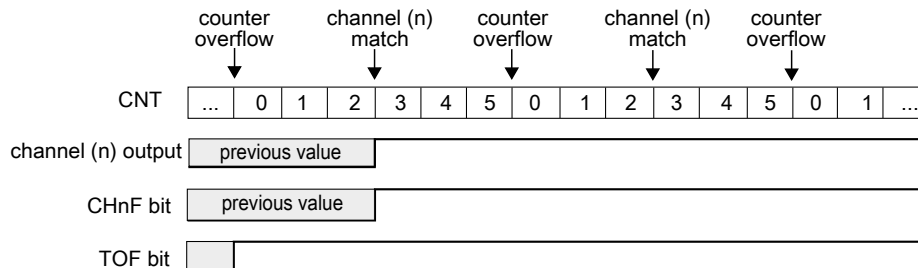 counter overflow channel (n) match counter overflow channel (n) match counter overflow
CNT ... 0 1 2 3 4 5 0 1 2 3 4 5 0 1 ...
channel (n) output previous value
CHnF bit previous value
TOF bit